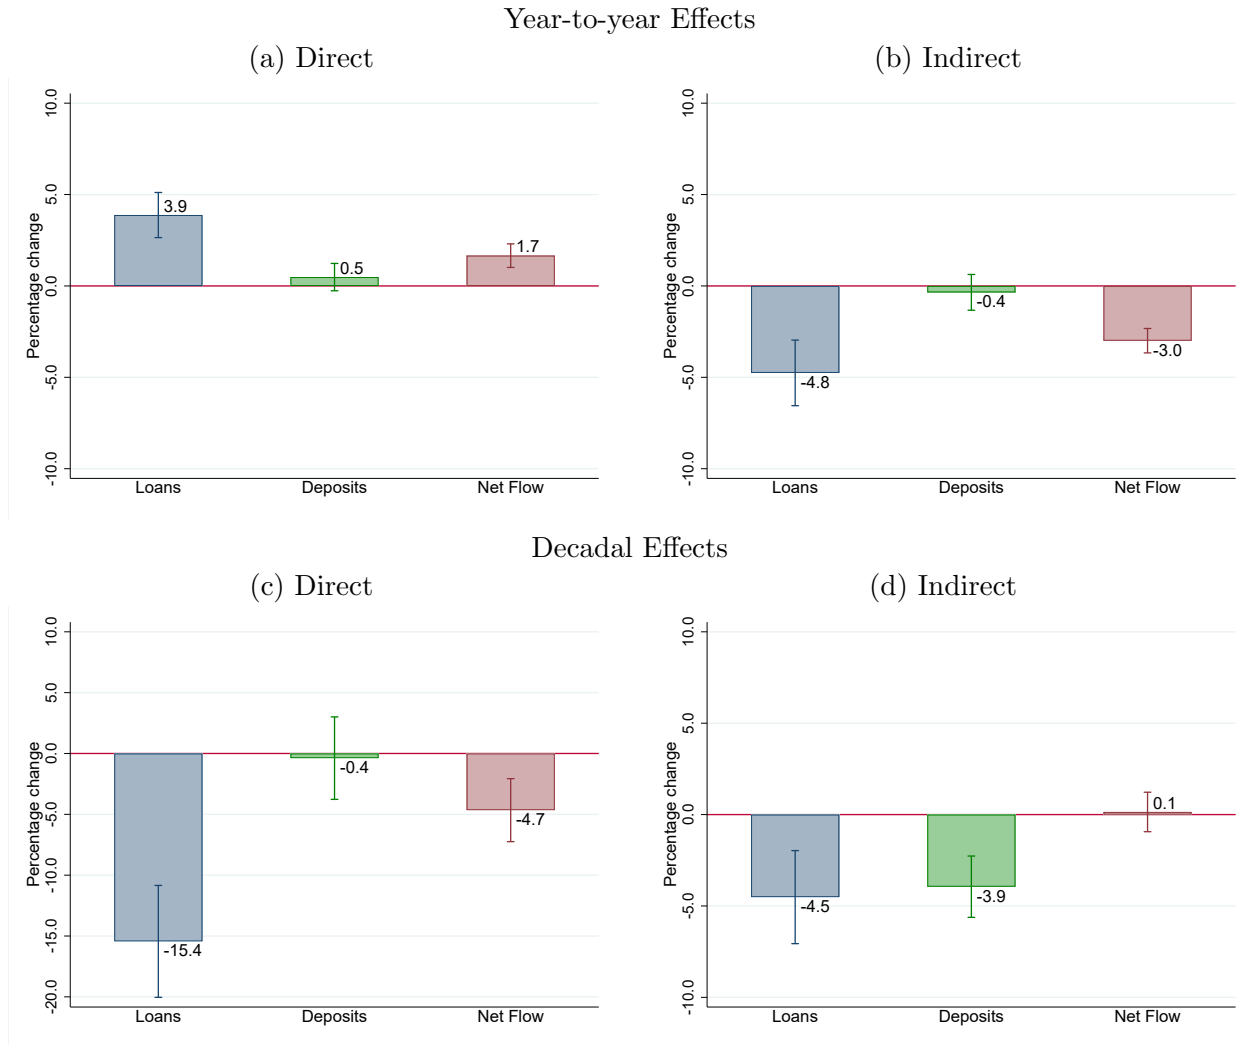 Year-to-year Effects
(a) Direct
(b) Indirect
Percentage change
10.0
5.0
0.0
-5.0
-10.0
3.9
0.5
1.7
Loans
Deposits
Net Flow
Percentage change
10.0
5.0
0.0
-5.0
-10.0
-4.8
-0.4
-3.0
Loans
Deposits
Net Flow
Decadal Effects
(c) Direct
(d) Indirect
Percentage change
10.0
5.0
0.0
-5.0
-10.0
-15.0
-20.0
-15.4
-0.4
-4.7
Loans
Deposits
Net Flow
Percentage change
10.0
5.0
0.0
-5.0
-10.0
-4.5
-3.9
0.1
Loans
Deposits
Net Flow